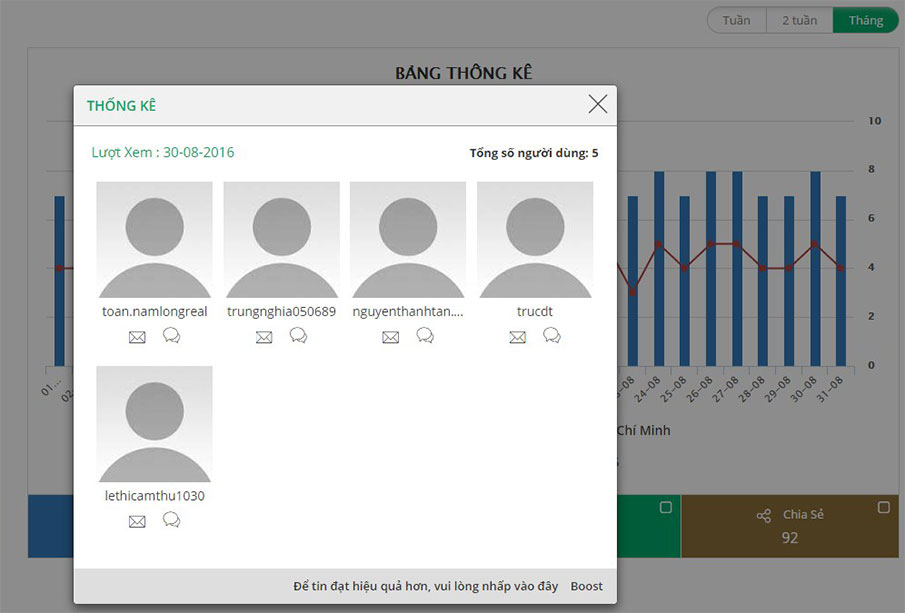 Tuần
2 tuần
Tháng
BẢNG THỐNG KÊ
THỐNG KÊ
Lượt Xem : 30-08-2016
Tổng số người dùng: 5
toan.namlongreal
trungnghia050689
nguyenthanhtan....
trucdt
lethicamthu1030
Để tin đạt hiệu quả hơn, vui lòng nhấp vào đây
Boost
10
8
6
4
2
0
01...
24-08
25-08
26-08
27-08
28-08
29-08
30-08
31-08
Chí Minh
Chia Sẻ
92